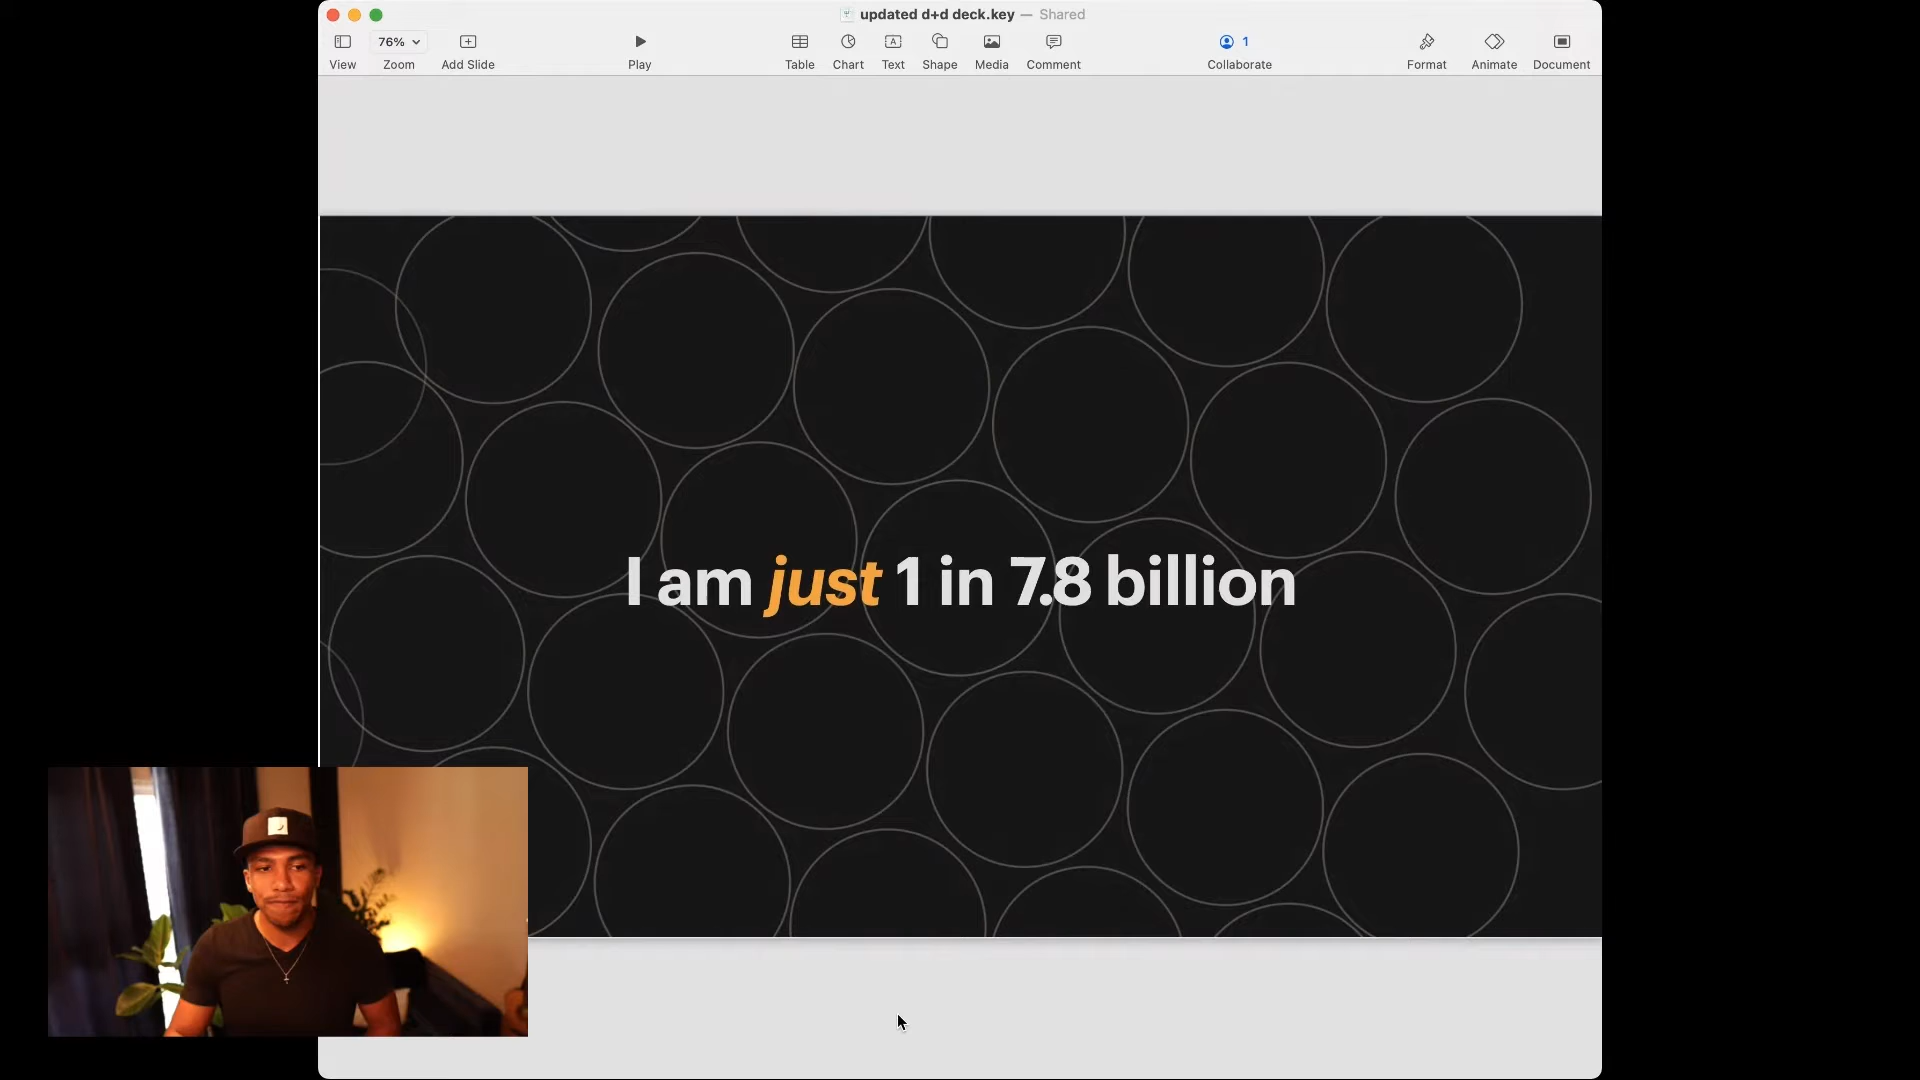 updated d+d deck.key — Shared
76%
1
View
Zoom
Add Slide
Play
Table
Chart
Text
Shape
Media
Comment
Collaborate
Format
Animate
Document
I am just 1 in 7.8 billion